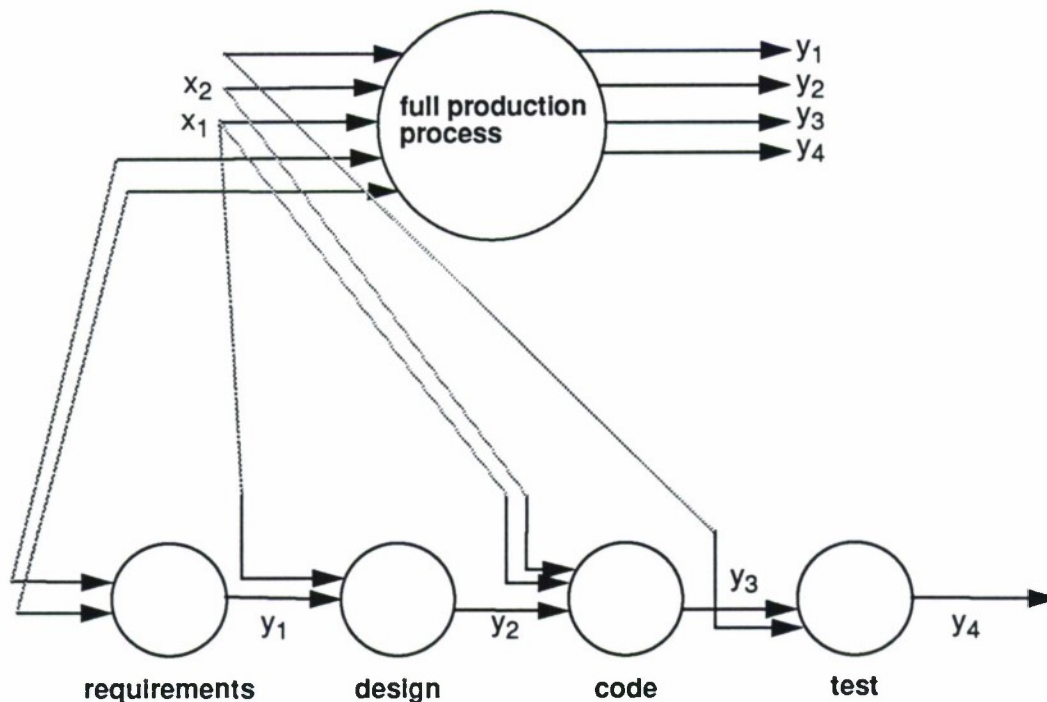 y₁
x₂
y₂
full production
process
x₁
y₃
y₄
y₁
y₂
y₃
y₄
requirements
design
code
test